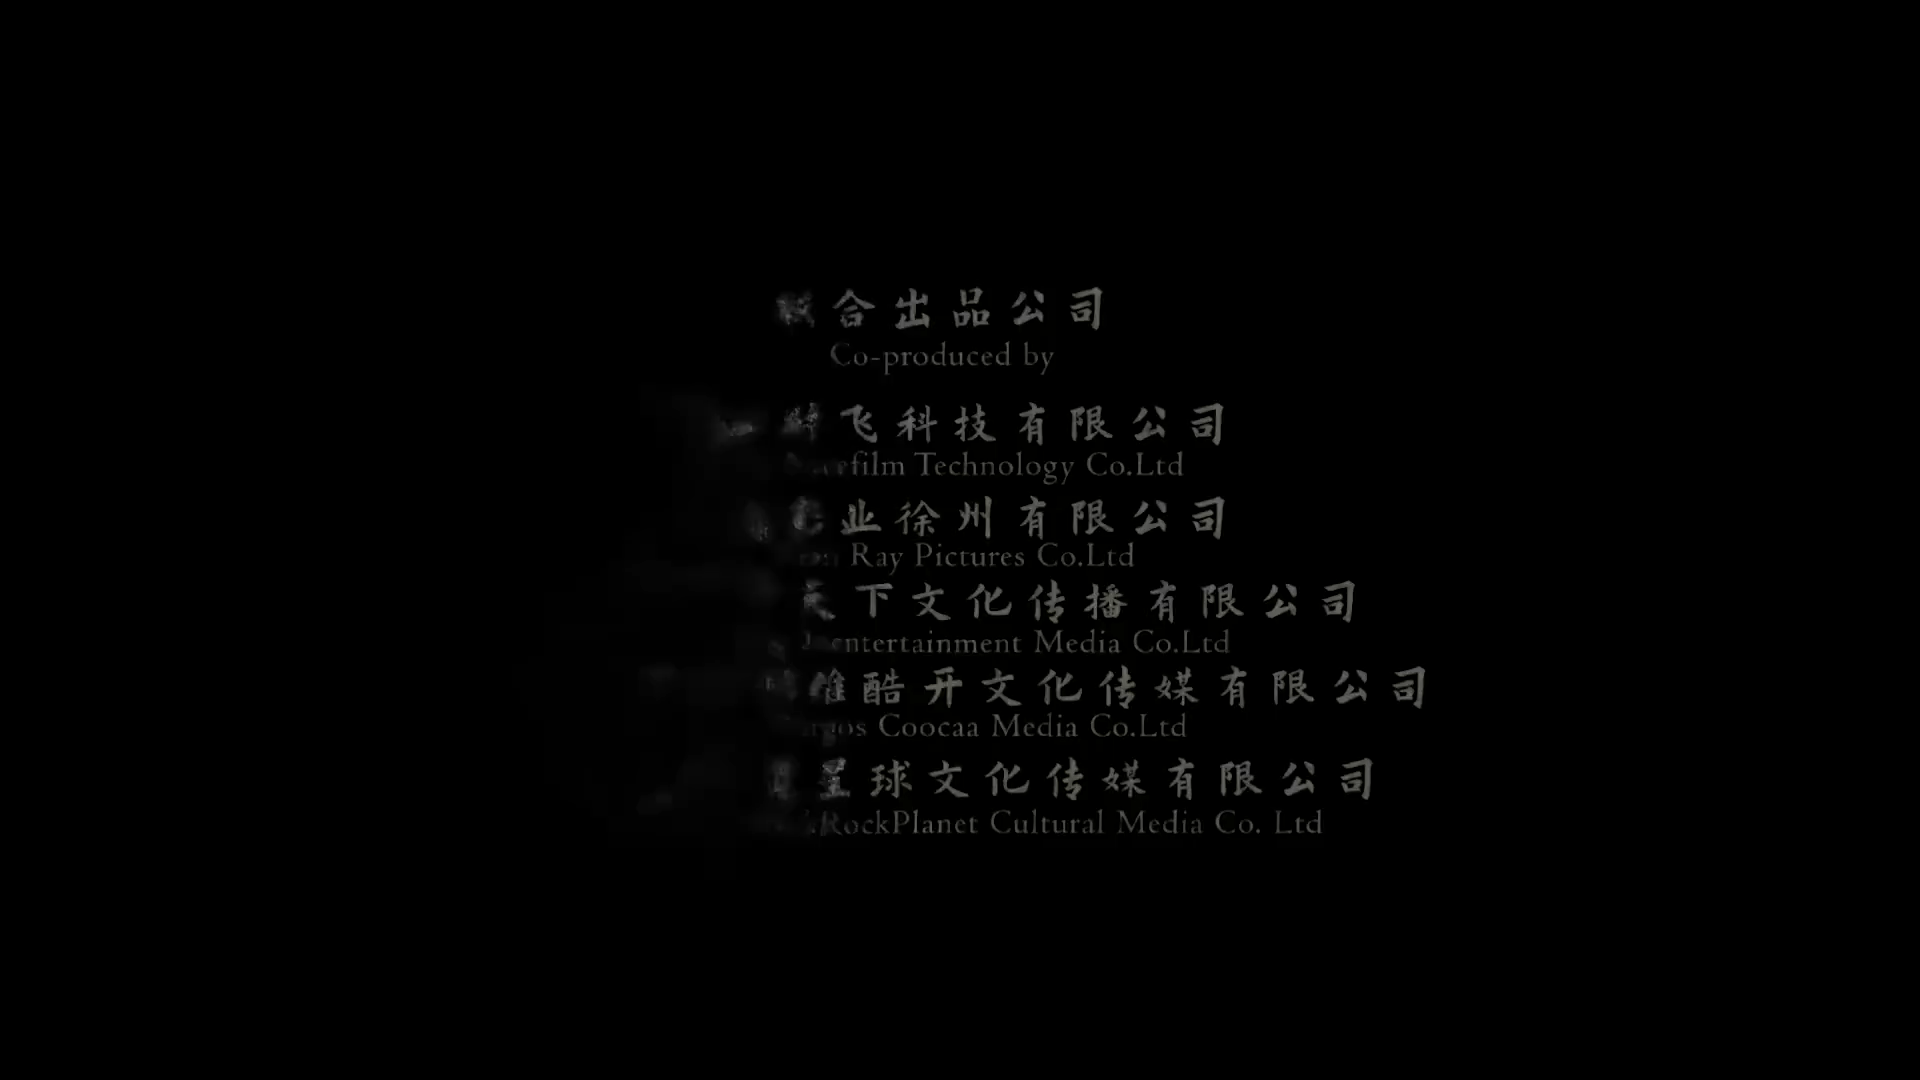 联合出品公司
Co-produced by
飞科技有限公司
Technology Co.Ltd
业徐州有限公司
Ray Pictures Co.Ltd
天下文化传播有限公司
Media Co.Ltd
维酷开文化传媒有限公司
Coocaa Media Co.Ltd
星球文化传媒有限公司
RockPlanet Cultural Media Co. Ltd